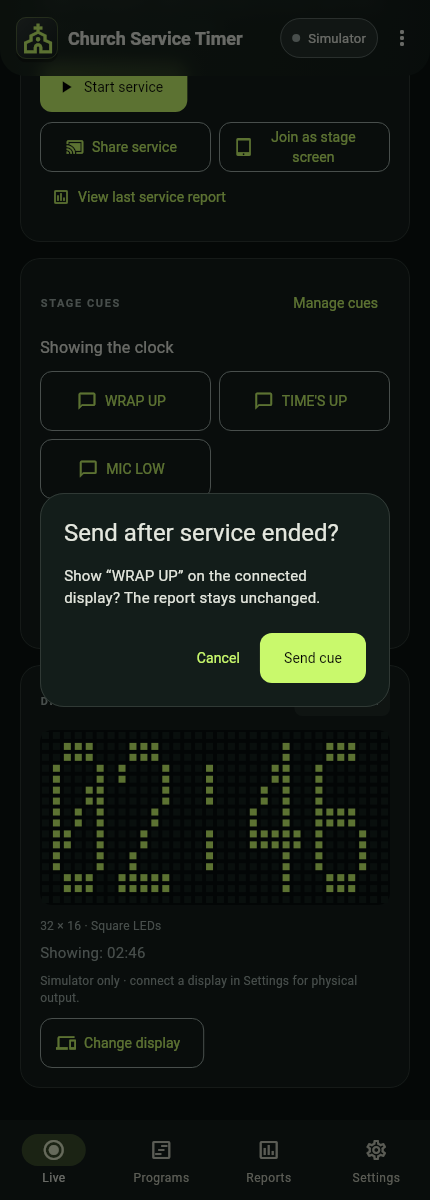 Church Service Timer
Simulator
Start service
Share service
Join as stage
screen
View last service report
STAGE CUES
Manage cues
Showing the clock
WRAP UP
TIME'S UP
MIC LOW
Send after service ended?
Show “WRAP UP” on the connected
display? The report stays unchanged.
Cancel
Send cue
02:46
32 × 16 · Square LEDs
Showing: 02:46
Simulator only · connect a display in Settings for physical
output.
Change display
Live
Programs
Reports
Settings